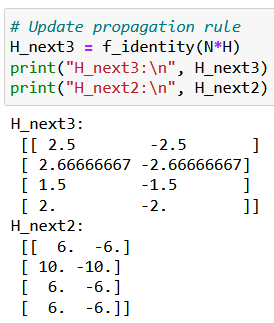 # Update propagation rule
H_next3 = f_identity(N*H)
print("H_next3:\n", H_next3)
print("H_next2:\n", H_next2)
H_next3:
 [[ 2.5        -2.5       ]
 [ 2.66666667 -2.66666667]
 [ 1.5        -1.5       ]
 [ 2.         -2.        ]]
H_next2:
 [[  6.  -6.]
 [ 10. -10.]
 [  6.  -6.]
 [  6.  -6.]]